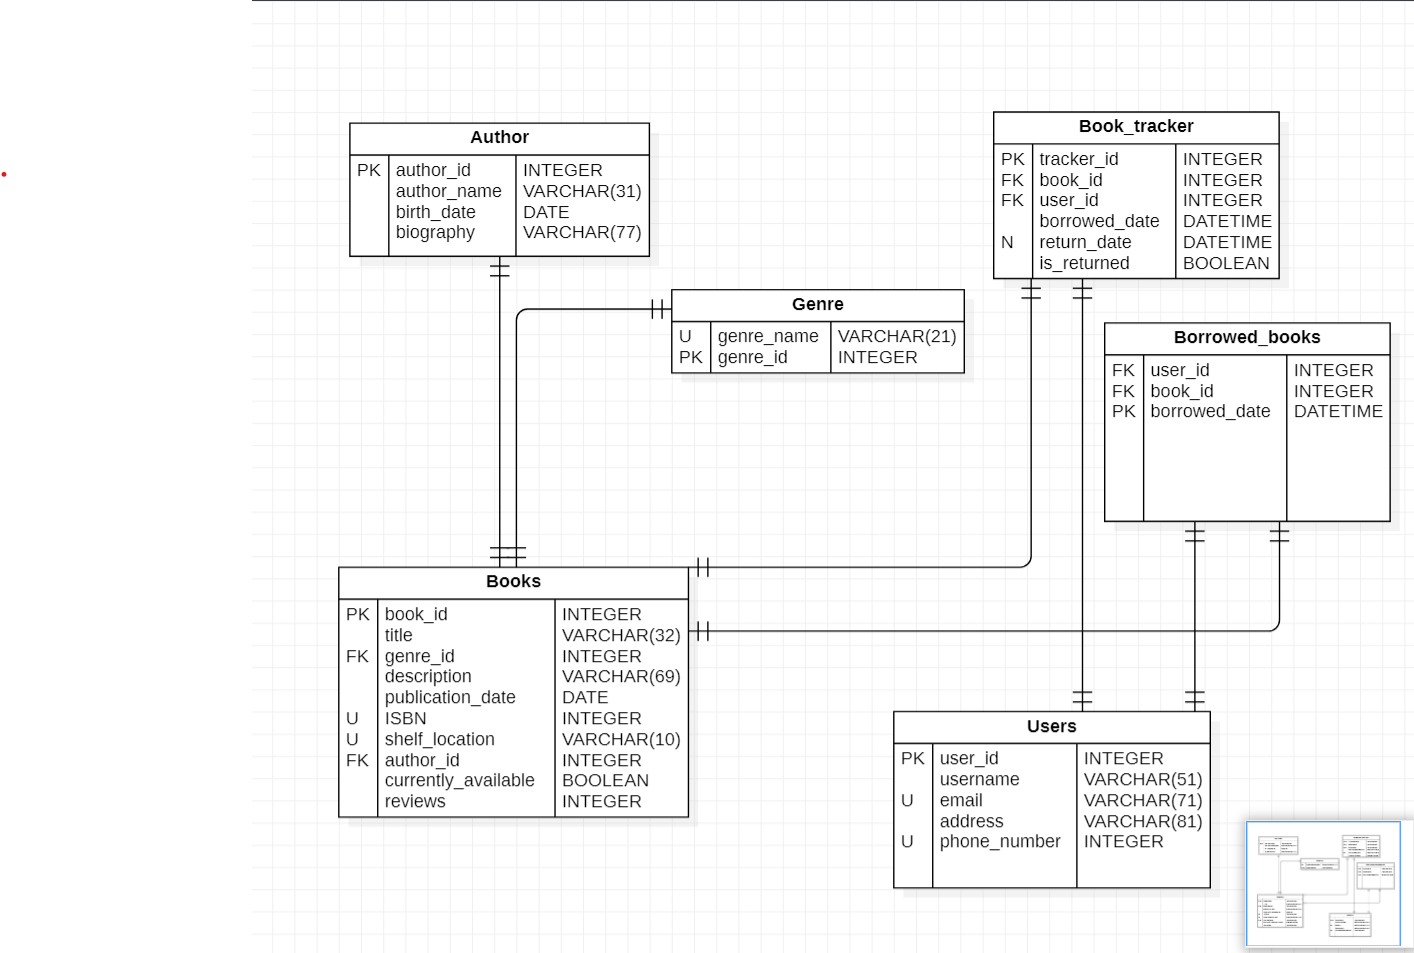 Author
PK author_id INTEGER
author_name VARCHAR(31)
birth_date DATE
biography VARCHAR(77)
Book_tracker
PK tracker_id INTEGER
FK book_id INTEGER
FK user_id INTEGER
borrowed_date DATETIME
N return_date DATETIME
is_returned BOOLEAN
Genre
U genre_name VARCHAR(21)
PK genre_id INTEGER
Borrowed_books
FK user_id INTEGER
FK book_id INTEGER
PK borrowed_date DATETIME
Books
PK book_id INTEGER
title VARCHAR(32)
FK genre_id INTEGER
description VARCHAR(69)
publication_date DATE
U ISBN INTEGER
U shelf_location VARCHAR(10)
FK author_id INTEGER
currently_available BOOLEAN
reviews INTEGER
Users
PK user_id INTEGER
username VARCHAR(51)
U email VARCHAR(71)
address VARCHAR(81)
U phone_number INTEGER